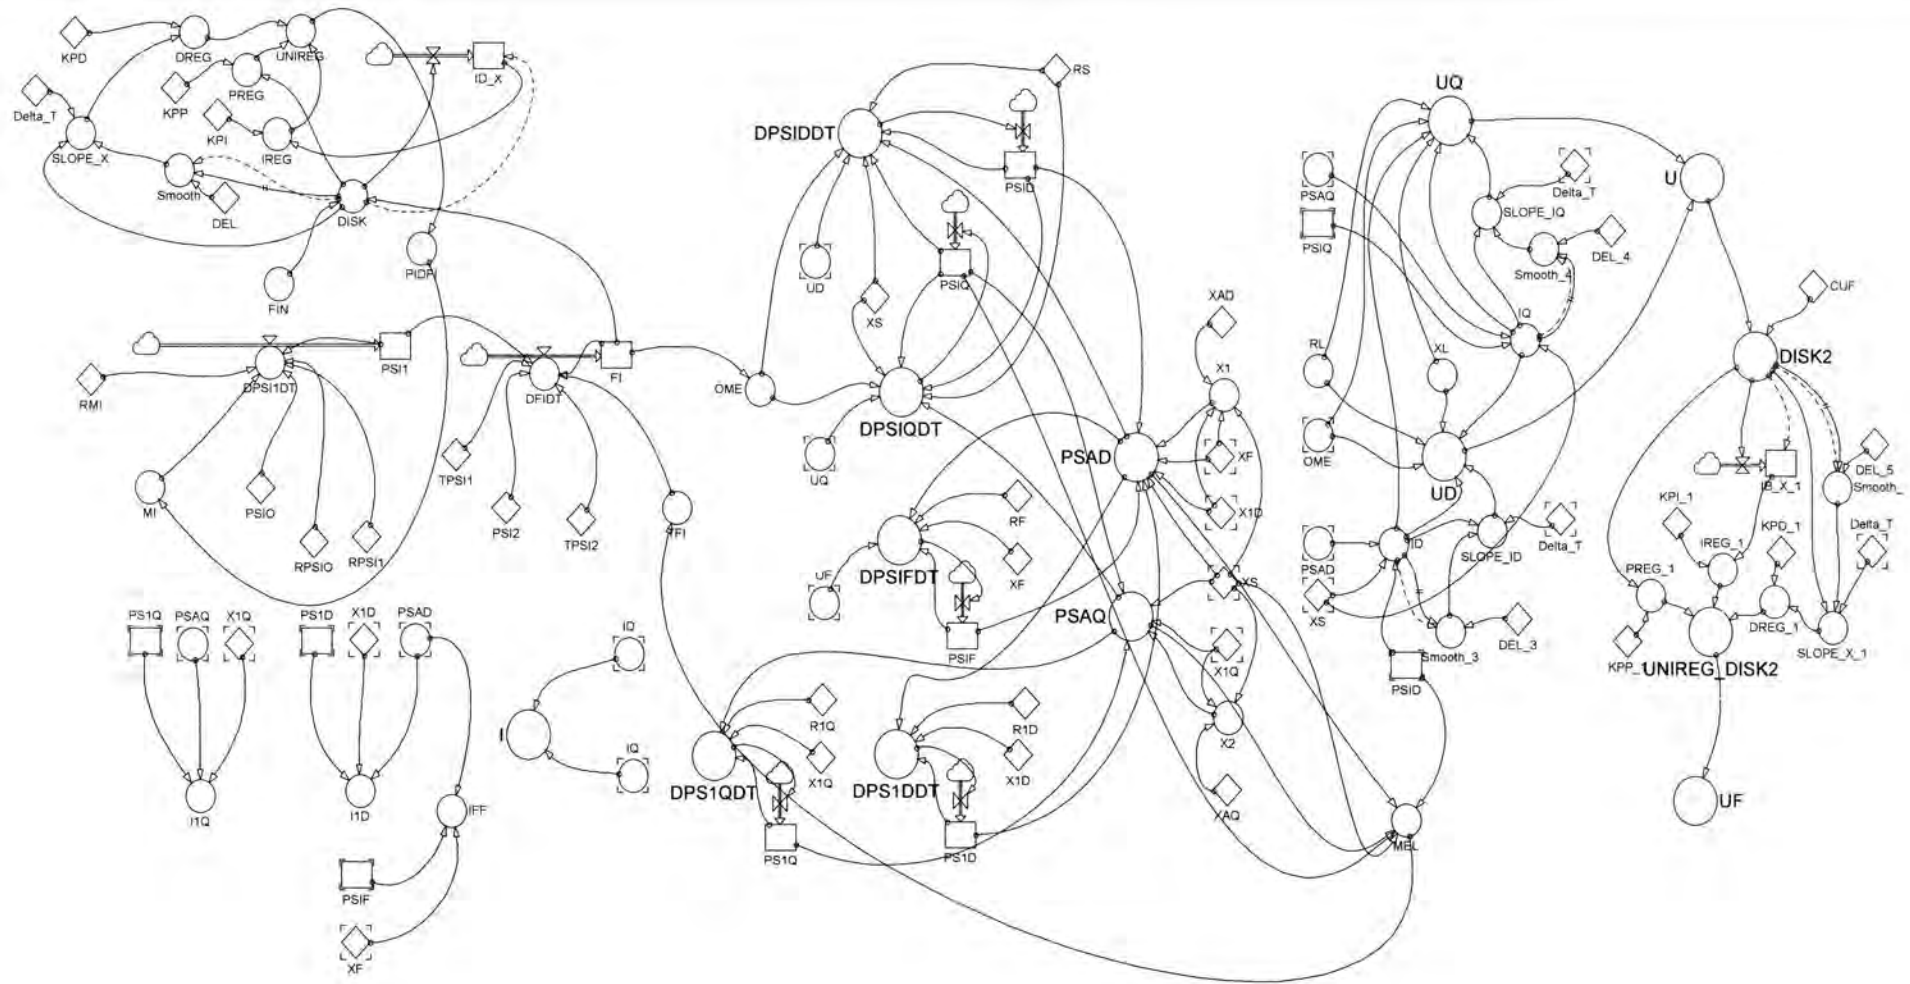 KPD
DREG
UNIREG
ID_X
RS
Delta_T
KPP
PREG
KPI
IREG
SLOPE_X
Smooth
DEL
DISK
PIDFI
FIN
DPSIDDT
PSID
UD
XS
PSIQ
UQ
PSAQ
PSIQ
Delta_T
SLOPE_IQ
Smooth_4
DEL_4
U
CUF
IQ
RL
XL
DISK2
XAD
X1
PSI1
DPSI1DT
RMI
DFIDT
FI
OME
DPSIQDT
UQ
PSAD
XF
X1D
OME
UD
MI
PSIO
RPSIO
RPSI1
TPSI1
PSI2
TPSI2
TFI
RF
XF
DPSIFDT
UF
PSIF
XS
PSAQ
PSAD
ID
SLOPE_ID
Delta_T
XS
Smooth_3
DEL_3
PSID
DEL_5
Smooth_
IB_X_1
KPI_1
KPD_1
Delta_T
IREG_1
PREG_1
DREG_1
SLOPE_X_1
KPP_1
UNIREG_DISK2
PS1Q
PSAQ
X1Q
PS1D
X1D
PSAD
I1Q
I1D
IFF
PSIF
XF
ID
I
IQ
R1Q
X1Q
DPS1QDT
PS1Q
R1D
X1D
DPS1DDT
PS1D
X1Q
X2
XAQ
MEL
UF